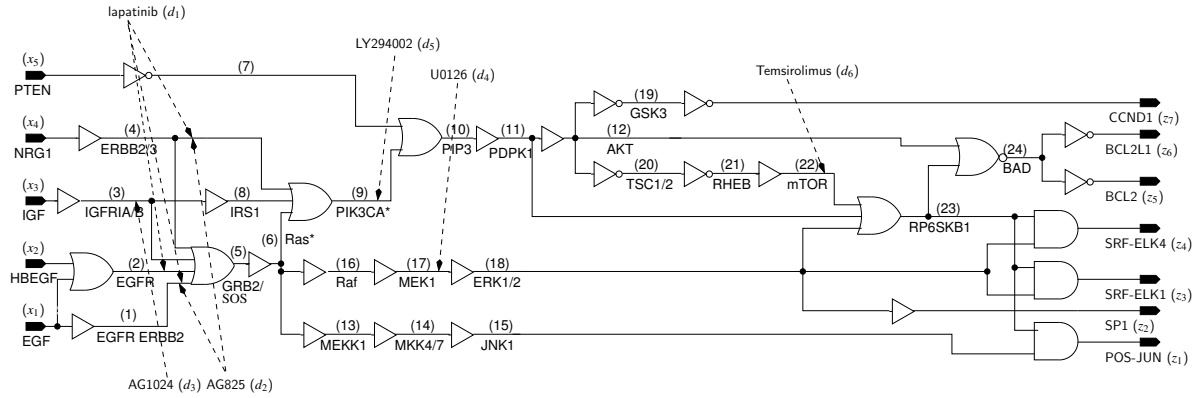 lapatinib (d₁)
LY294002 (d₅)
U0126 (d₄)
Temsirolimus (d₆)
(x₅)
PTEN
(7)
(x₄)
NRG1
(4)
ERBB2/3
(x₃)
IGF
(3)
IGFRIA/B
(8)
IRS1
(x₂)
HBEGF
(2)
EGFR
(x₁)
EGF
(1)
EGFR ERBB2
(5)
GRB2/
SOS
(6)
Ras*
(9)
PIK3CA*
(10)
PIP3
(11)
PDPK1
(19)
GSK3
(12)
AKT
(20)
TSC1/2
(21)
RHEB
(22)
mTOR
(24)
BAD
(23)
RP6SKB1
(16)
Raf
(17)
MEK1
(18)
ERK1/2
(13)
MEKK1
(14)
MKK4/7
(15)
JNK1
CCND1 (z₇)
BCL2L1 (z₆)
BCL2 (z₅)
SRF-ELK4 (z₄)
SRF-ELK1 (z₃)
SP1 (z₂)
POS-JUN (z₁)
AG1024 (d₃)
AG825 (d₂)